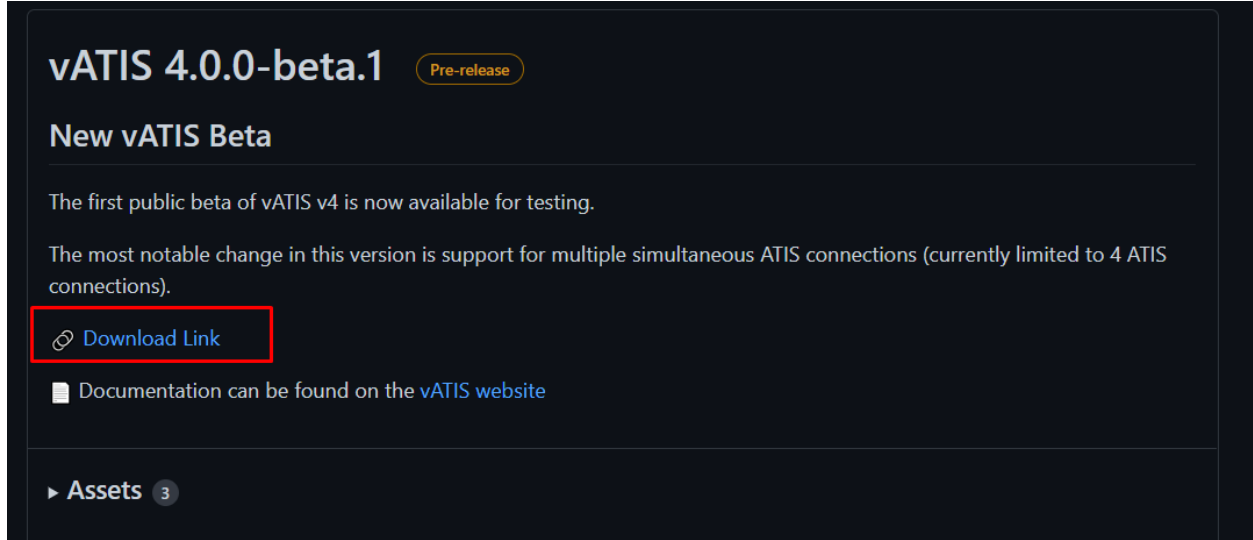 vATIS 4.0.0-beta.1 Pre-release
New vATIS Beta
The first public beta of vATIS v4 is now available for testing.
The most notable change in this version is support for multiple simultaneous ATIS connections (currently limited to 4 ATIS
connections).
Download Link
Documentation can be found on the vATIS website
Assets 3